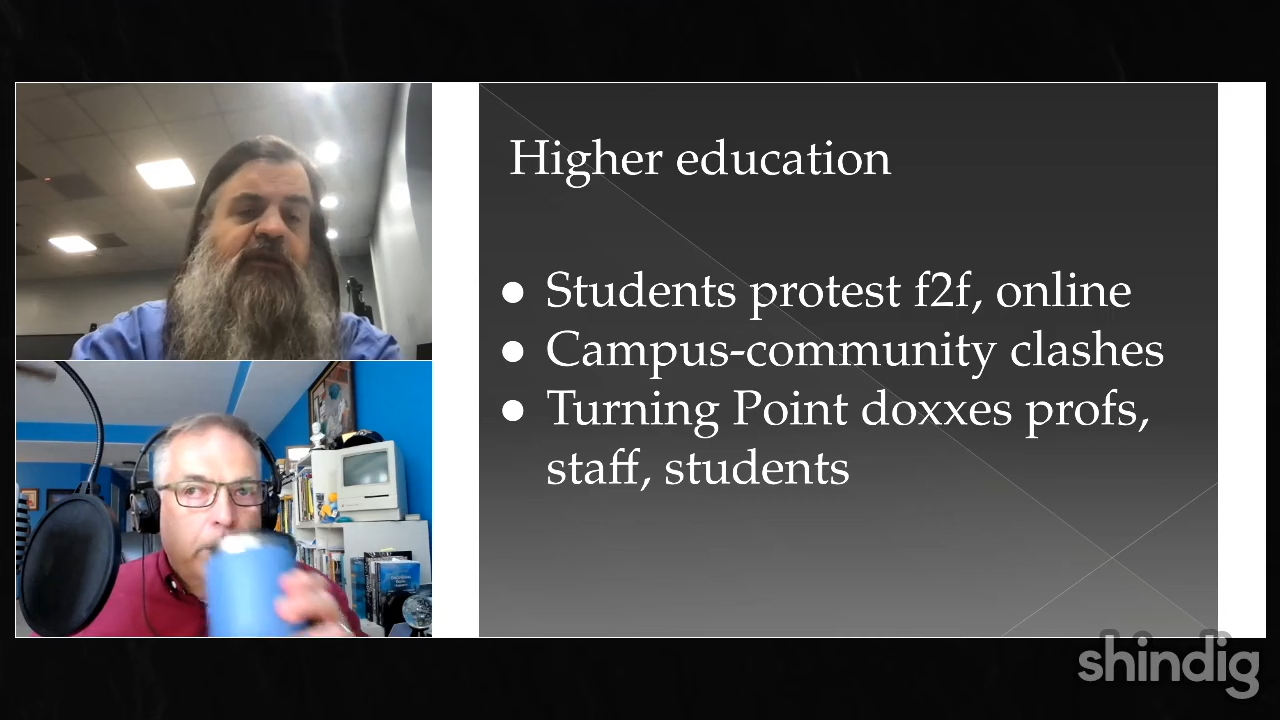 Higher education
● Students protest f2f, online
● Campus-community clashes
● Turning Point doxxes profs,
staff, students
shindig